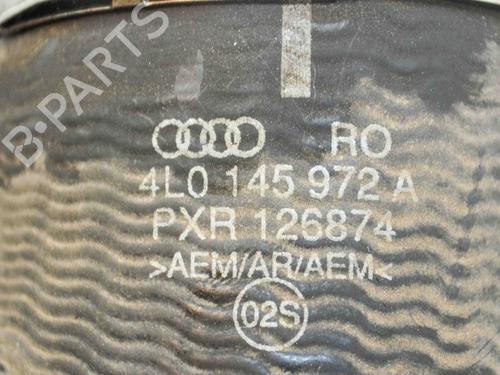 B-PARTS
RO
4L0 145 972 A
PXR 126874
>AEM/AR/AEM<
02S